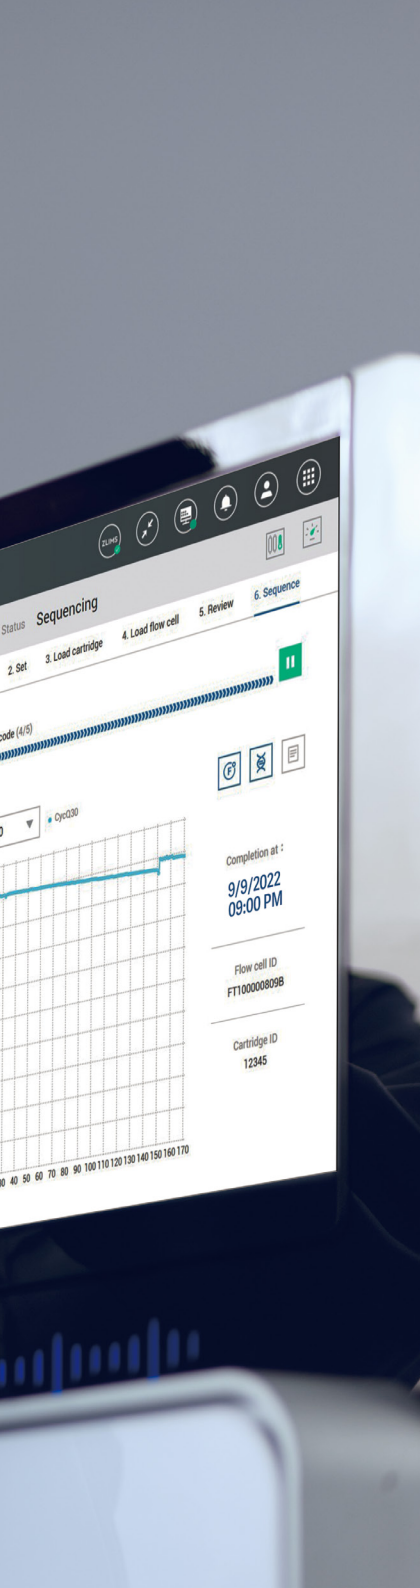 ZLIMS
Status Sequencing
2. Set 3. Load cartridge 4. Load flow cell 5. Review 6. Sequence
code (4/5)
CycQ30
Completion at :
9/9/2022
09:00 PM
Flow cell ID
FT100000809B
Cartridge ID
12345
40 50 60 70 80 90 100 110 120 130 140 150 160 170